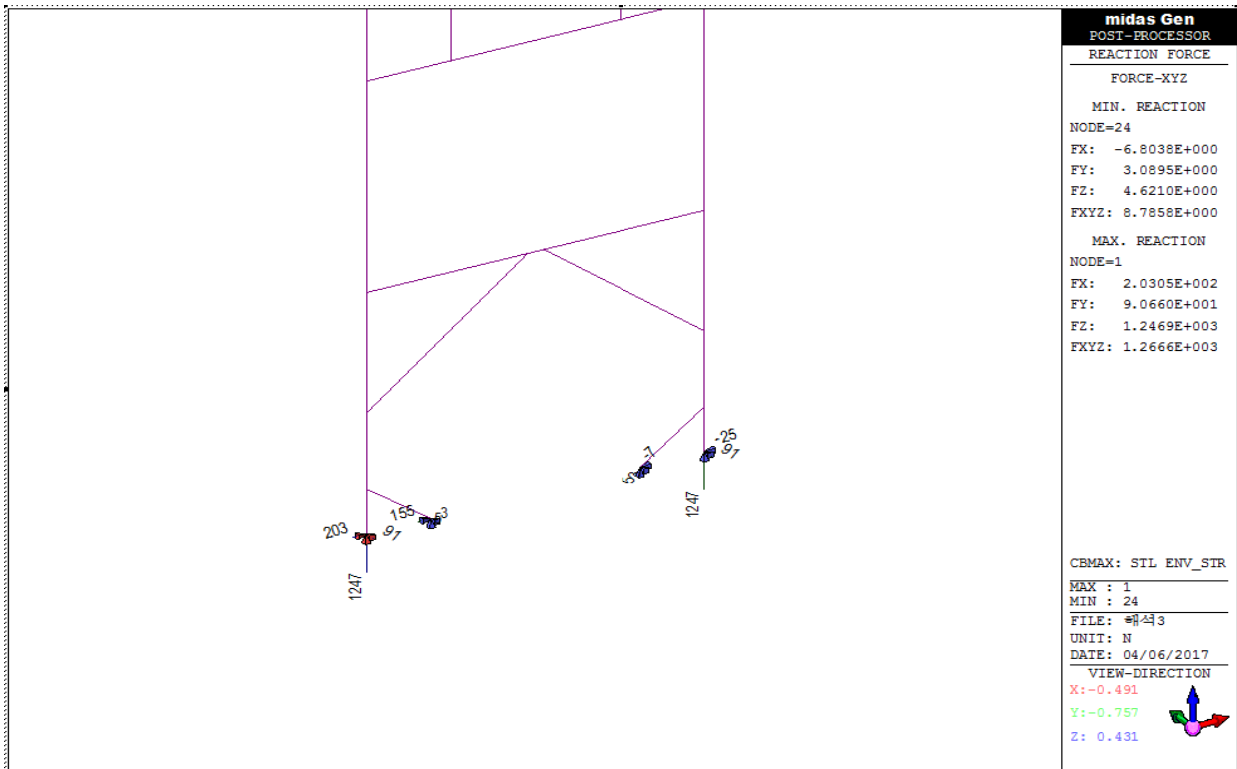 midas Gen
POST-PROCESSOR
REACTION FORCE
FORCE-XYZ
MIN. REACTION
NODE=24
FX: -6.8038E+000
FY: 3.0895E+000
FZ: 4.6210E+000
FXYZ: 8.7858E+000
MAX. REACTION
NODE=1
FX: 2.0305E+002
FY: 9.0660E+001
FZ: 1.2469E+003
FXYZ: 1.2666E+003
-25
91
-7
1247
155
203
91
1247
CBMAX: STL ENV_STR
MAX : 1
MIN : 24
FILE: 해석3
UNIT: N
DATE: 04/06/2017
VIEW-DIRECTION
X:-0.491
Y:-0.757
Z: 0.431